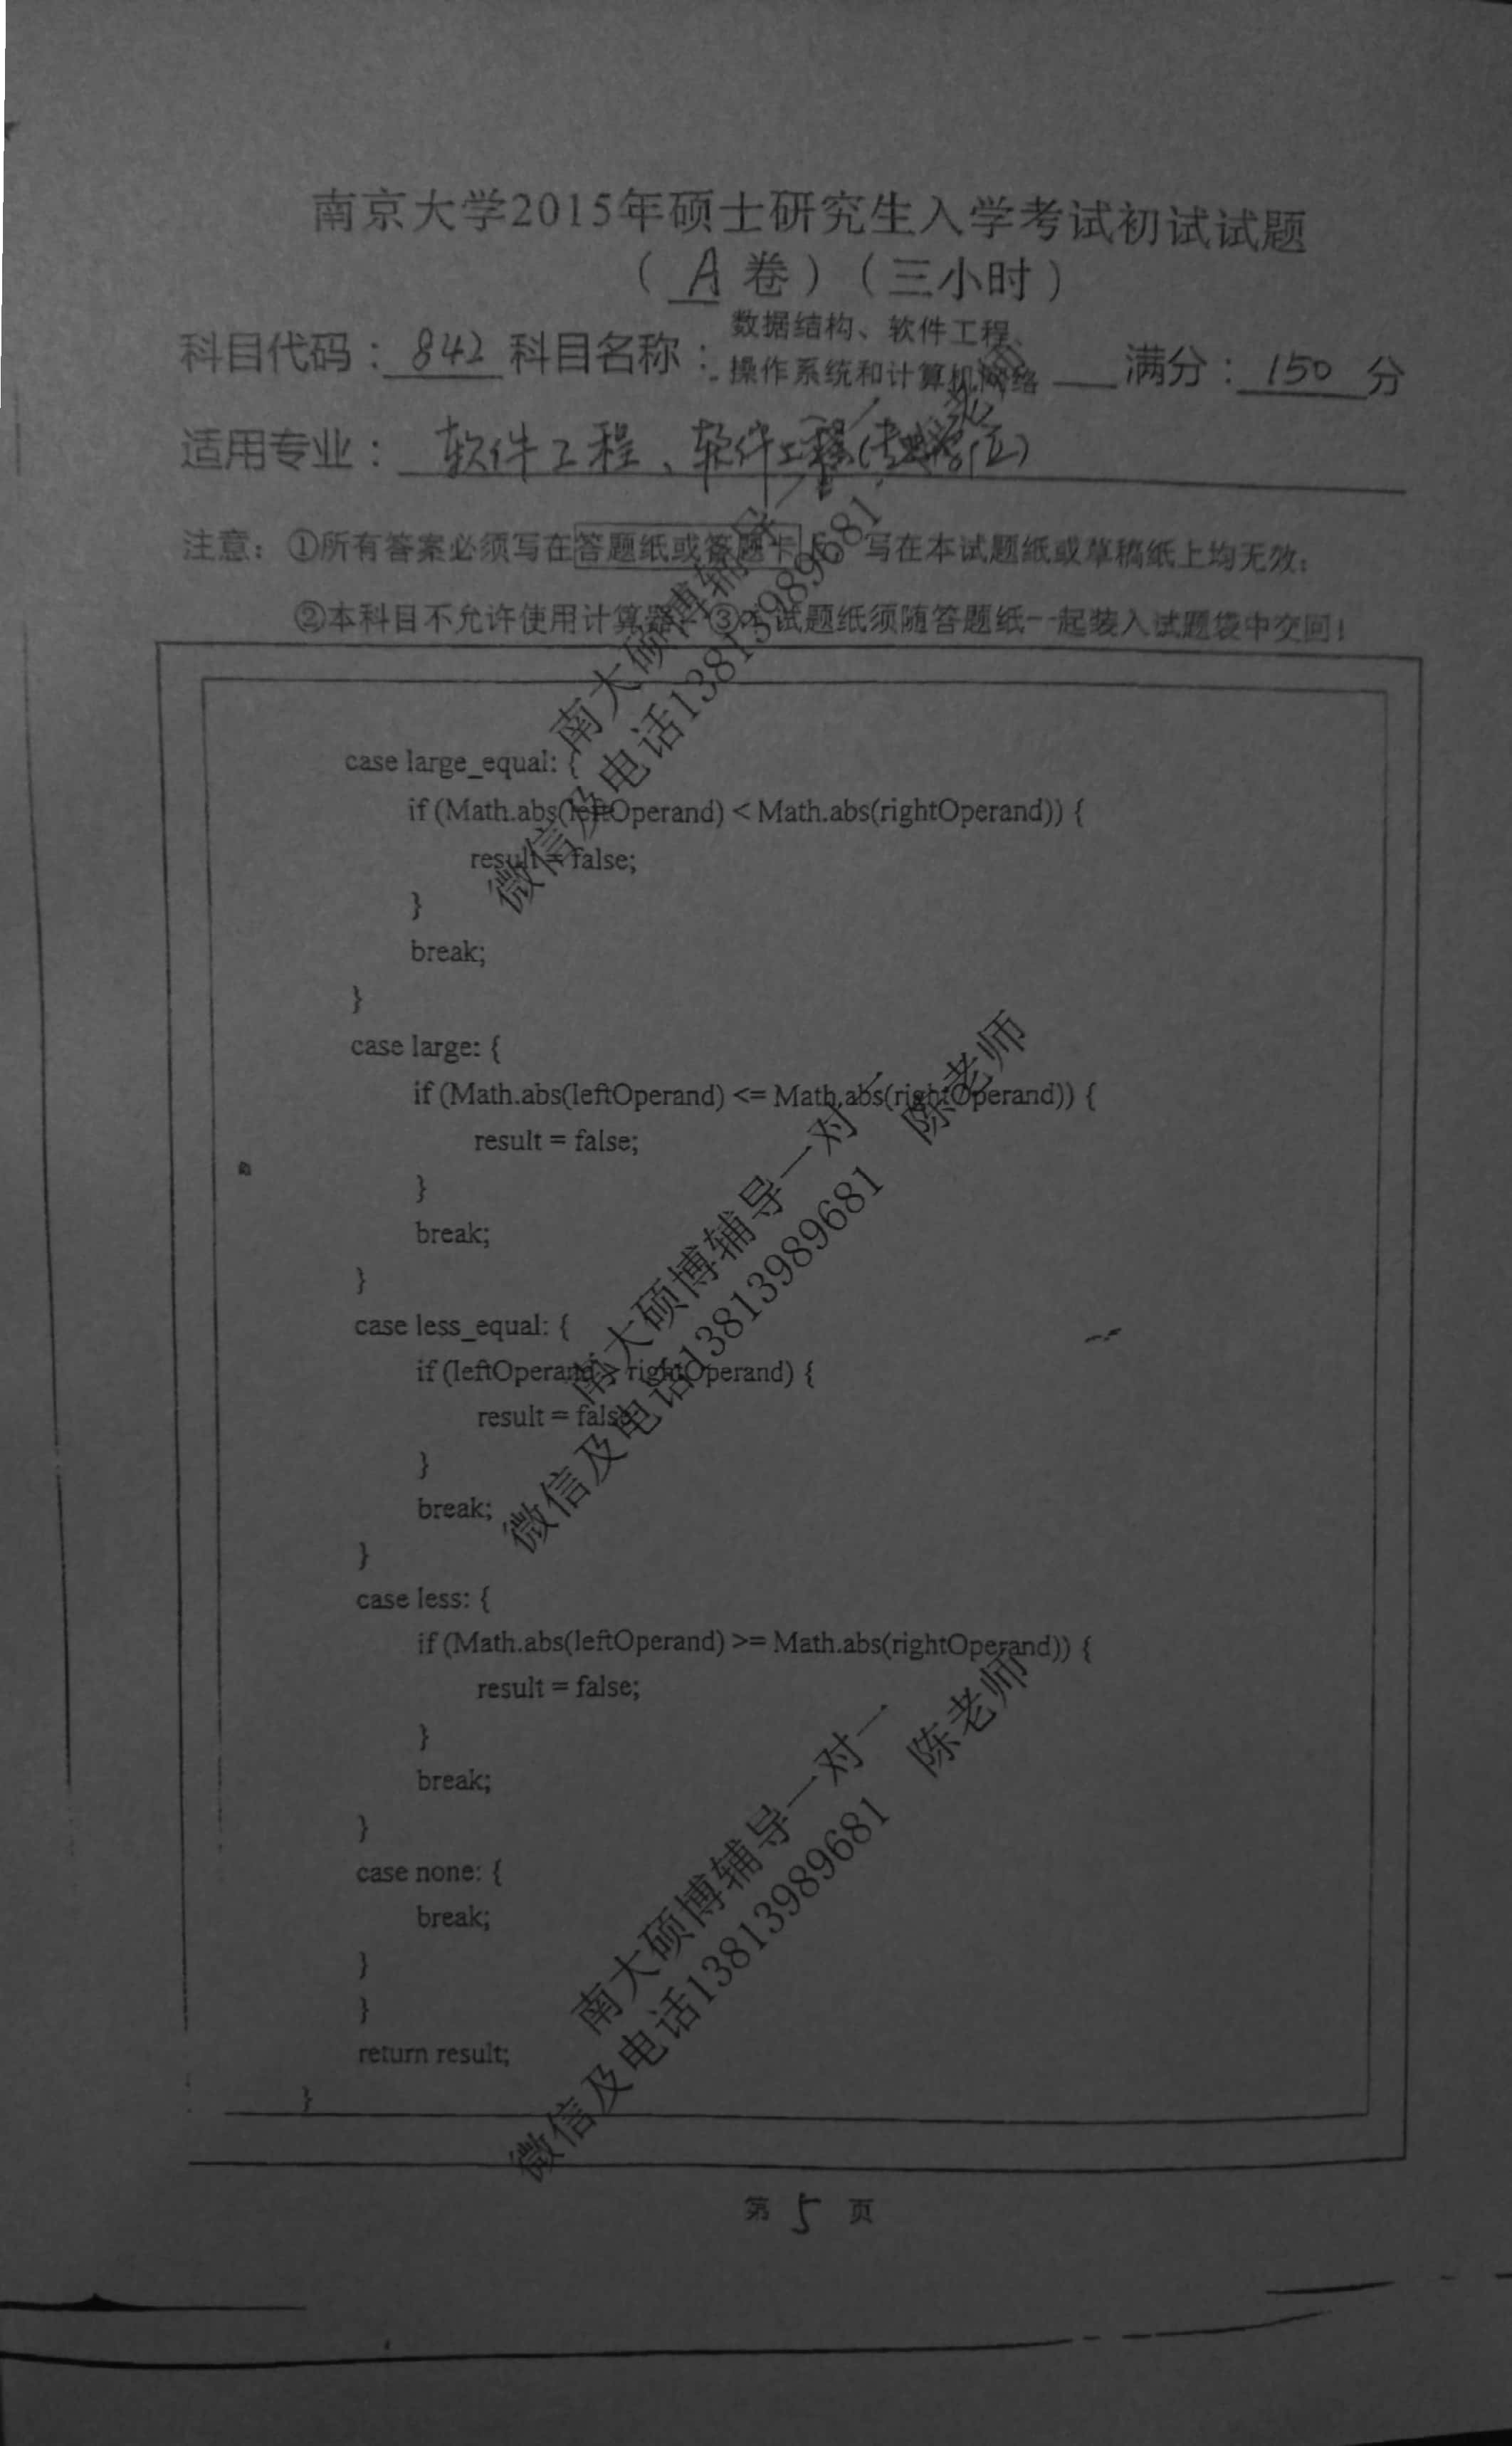 南京大学2015年硕士研究生入学考试初试试题
（ A 卷）（三小时）
科目代码：842 科目名称：数据结构、软件工程、操作系统和计算机网络 满分：150 分
适用专业：软件工程、软件工程(专业学位)
注意：①所有答案必须写在答题纸或答题卡上，写在本试题纸或草稿纸上均无效；
②本科目不允许使用计算器；③本试题纸须随答题纸一起装入试题袋中交回！
case large_equal: {
if (Math.abs(leftOperand) < Math.abs(rightOperand)) {
result = false;
}
break;
}
case large: {
if (Math.abs(leftOperand) <= Math.abs(rightOperand)) {
result = false;
}
break;
}
case less_equal: {
if (leftOperand > rightOperand) {
result = false;
}
break;
}
case less: {
if (Math.abs(leftOperand) >= Math.abs(rightOperand)) {
result = false;
}
break;
}
case none: {
break;
}
}
return result;
}
第 5 页
南大硕博辅导一对一
微信及电话13813989681 陈老师
南大硕博辅导一对一
微信及电话13813989681 陈老师
南大硕博辅导一对一
微信及电话13813989681 陈老师